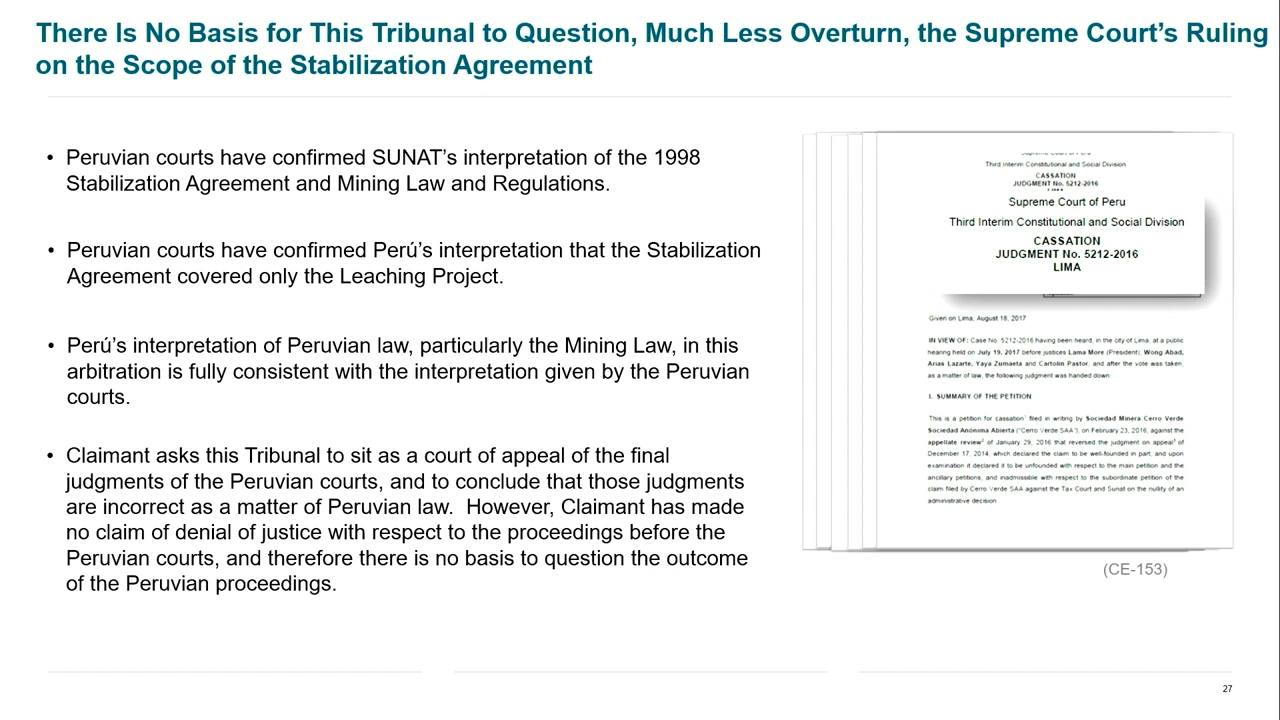 There Is No Basis for This Tribunal to Question, Much Less Overturn, the Supreme Court’s Ruling
on the Scope of the Stabilization Agreement
• Peruvian courts have confirmed SUNAT’s interpretation of the 1998
Stabilization Agreement and Mining Law and Regulations.
• Peruvian courts have confirmed Perú’s interpretation that the Stabilization
Agreement covered only the Leaching Project.
• Perú’s interpretation of Peruvian law, particularly the Mining Law, in this
arbitration is fully consistent with the interpretation given by the Peruvian
courts.
• Claimant asks this Tribunal to sit as a court of appeal of the final
judgments of the Peruvian courts, and to conclude that those judgments
are incorrect as a matter of Peruvian law.  However, Claimant has made
no claim of denial of justice with respect to the proceedings before the
Peruvian courts, and therefore there is no basis to question the outcome
of the Peruvian proceedings.
Third Interim Constitutional and Social Division
CASSATION
JUDGMENT No. 5212-2016
Supreme Court of Peru
Third Interim Constitutional and Social Division
CASSATION
JUDGMENT No. 5212-2016
LIMA
Given on Lima, August 18, 2017
IN VIEW OF: Case No. 5212-2016 having been heard, in the city of Lima, at a public
hearing held on July 19, 2017 before justices Lama More (President), Wong Abad,
Arias Lazarte, Yaya Zumaeta and Cartolin Pastor, and after the vote was taken,
as a matter of law, the following judgment was handed down:
I. SUMMARY OF THE PETITION
This is a petition for cassation¹ filed in writing by Sociedad Minera Cerro Verde
Sociedad Anónima Abierta ("Cerro Verde SAA"), on February 23, 2016, against the
appellate review² of January 29, 2016 that reversed the judgment on appeal³ of
December 17, 2014, which declared the claim to be well-founded in part, and upon
examination it declared it to be unfounded with respect to the main petition and the
ancillary petitions, and inadmissible with respect to the subordinate petition of the
claim filed by Cerro Verde SAA against the Tax Court and Sunat on the nullity of an
administrative decision.
(CE-153)
27